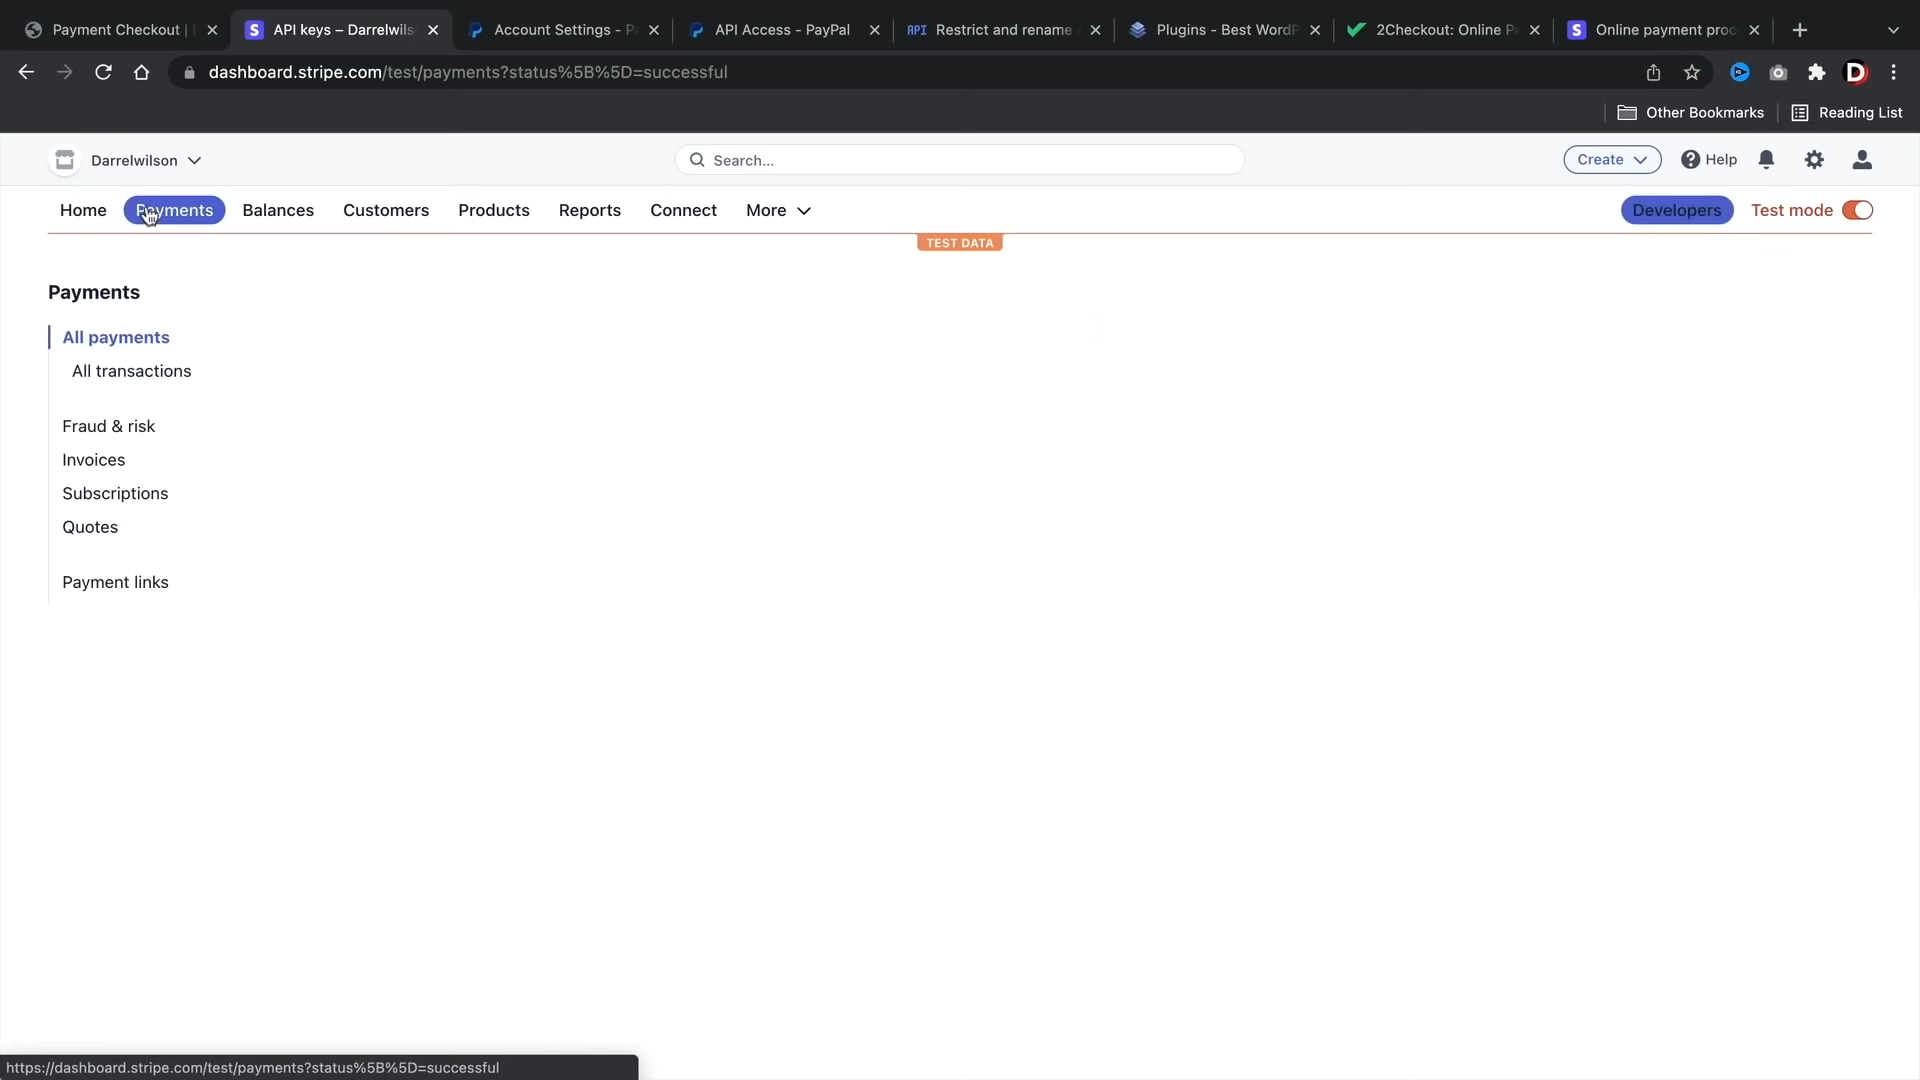 Payment Checkout |
API keys – Darrelwils
Account Settings - P
API Access - PayPal
API
Restrict and rename
Plugins - Best WordP
2Checkout: Online P
Online payment proc
dashboard.stripe.com/test/payments?status%5B%5D=successful
Other Bookmarks
Reading List
Darrelwilson
Search...
Create
Help
Home
Payments
Balances
Customers
Products
Reports
Connect
More
Developers
Test mode
TEST DATA
Payments
All payments
All transactions
Fraud & risk
Invoices
Subscriptions
Quotes
Payment links
https://dashboard.stripe.com/test/payments?status%5B%5D=successful